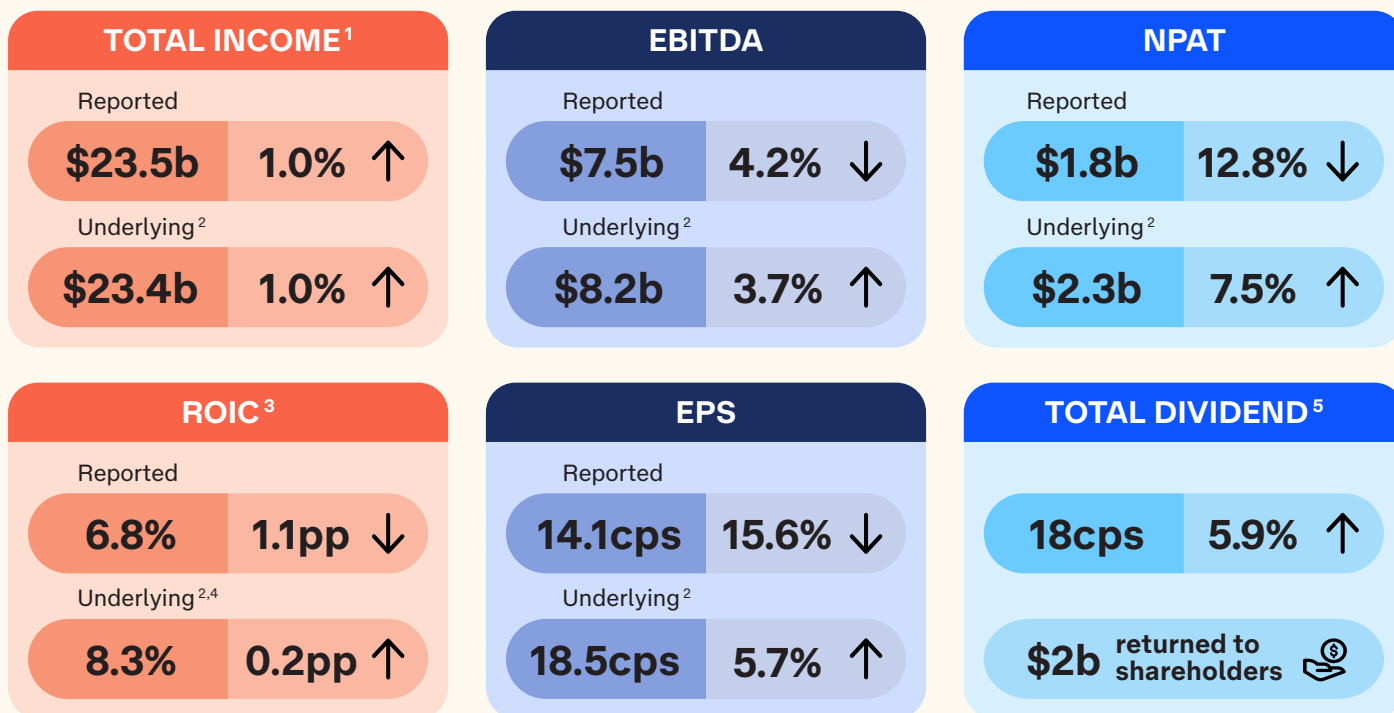 TOTAL INCOME¹
Reported
$23.5b 1.0% ↑
Underlying²
$23.4b 1.0% ↑
EBITDA
Reported
$7.5b 4.2% ↓
Underlying²
$8.2b 3.7% ↑
NPAT
Reported
$1.8b 12.8% ↓
Underlying²
$2.3b 7.5% ↑
ROIC³
Reported
6.8% 1.1pp ↓
Underlying²,⁴
8.3% 0.2pp ↑
EPS
Reported
14.1cps 15.6% ↓
Underlying²
18.5cps 5.7% ↑
TOTAL DIVIDEND⁵
18cps 5.9% ↑
$2b returned to
shareholders